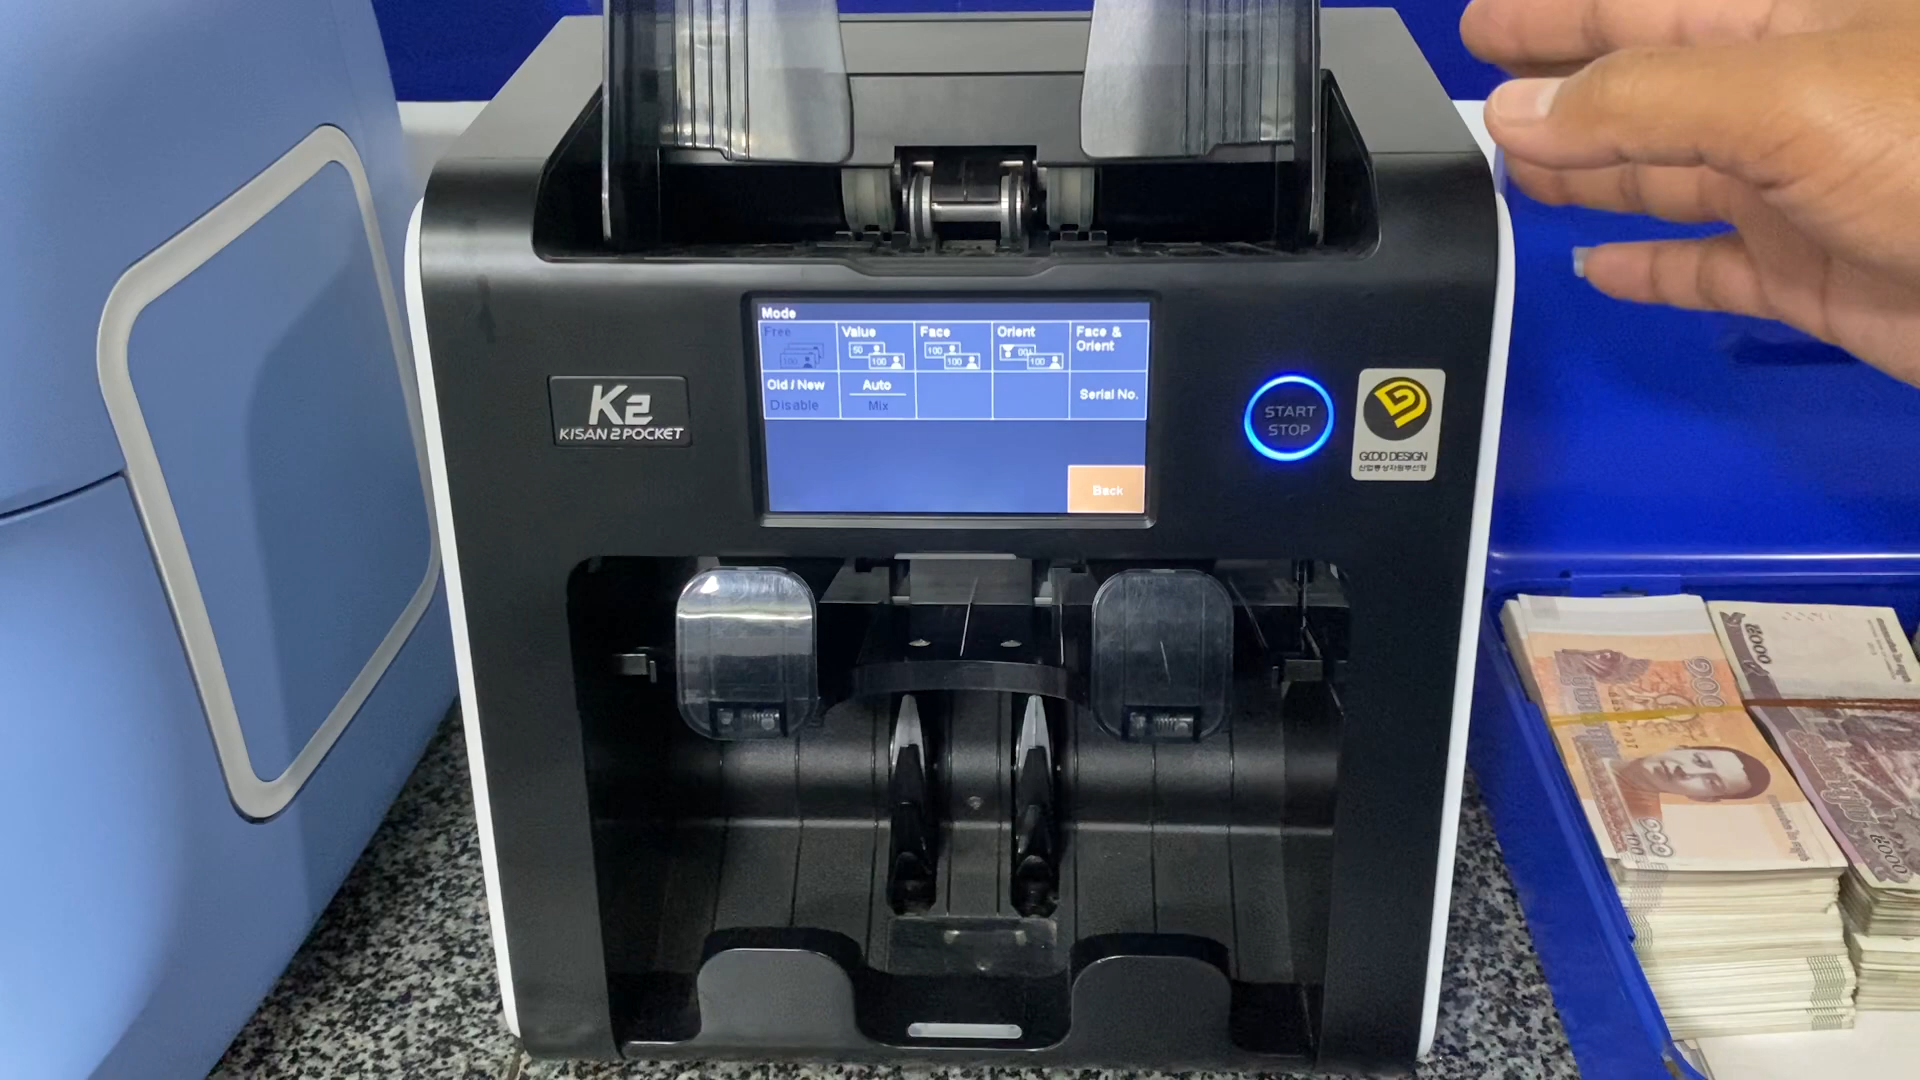 Mode
Free
Value
Face
Orient
Face &
Orient
50
100
100
100
100
100
Old / New
Disable
Auto
Mix
Serial No.
Back
K2
KISAN 2 POCKET
START
STOP
GOOD DESIGN